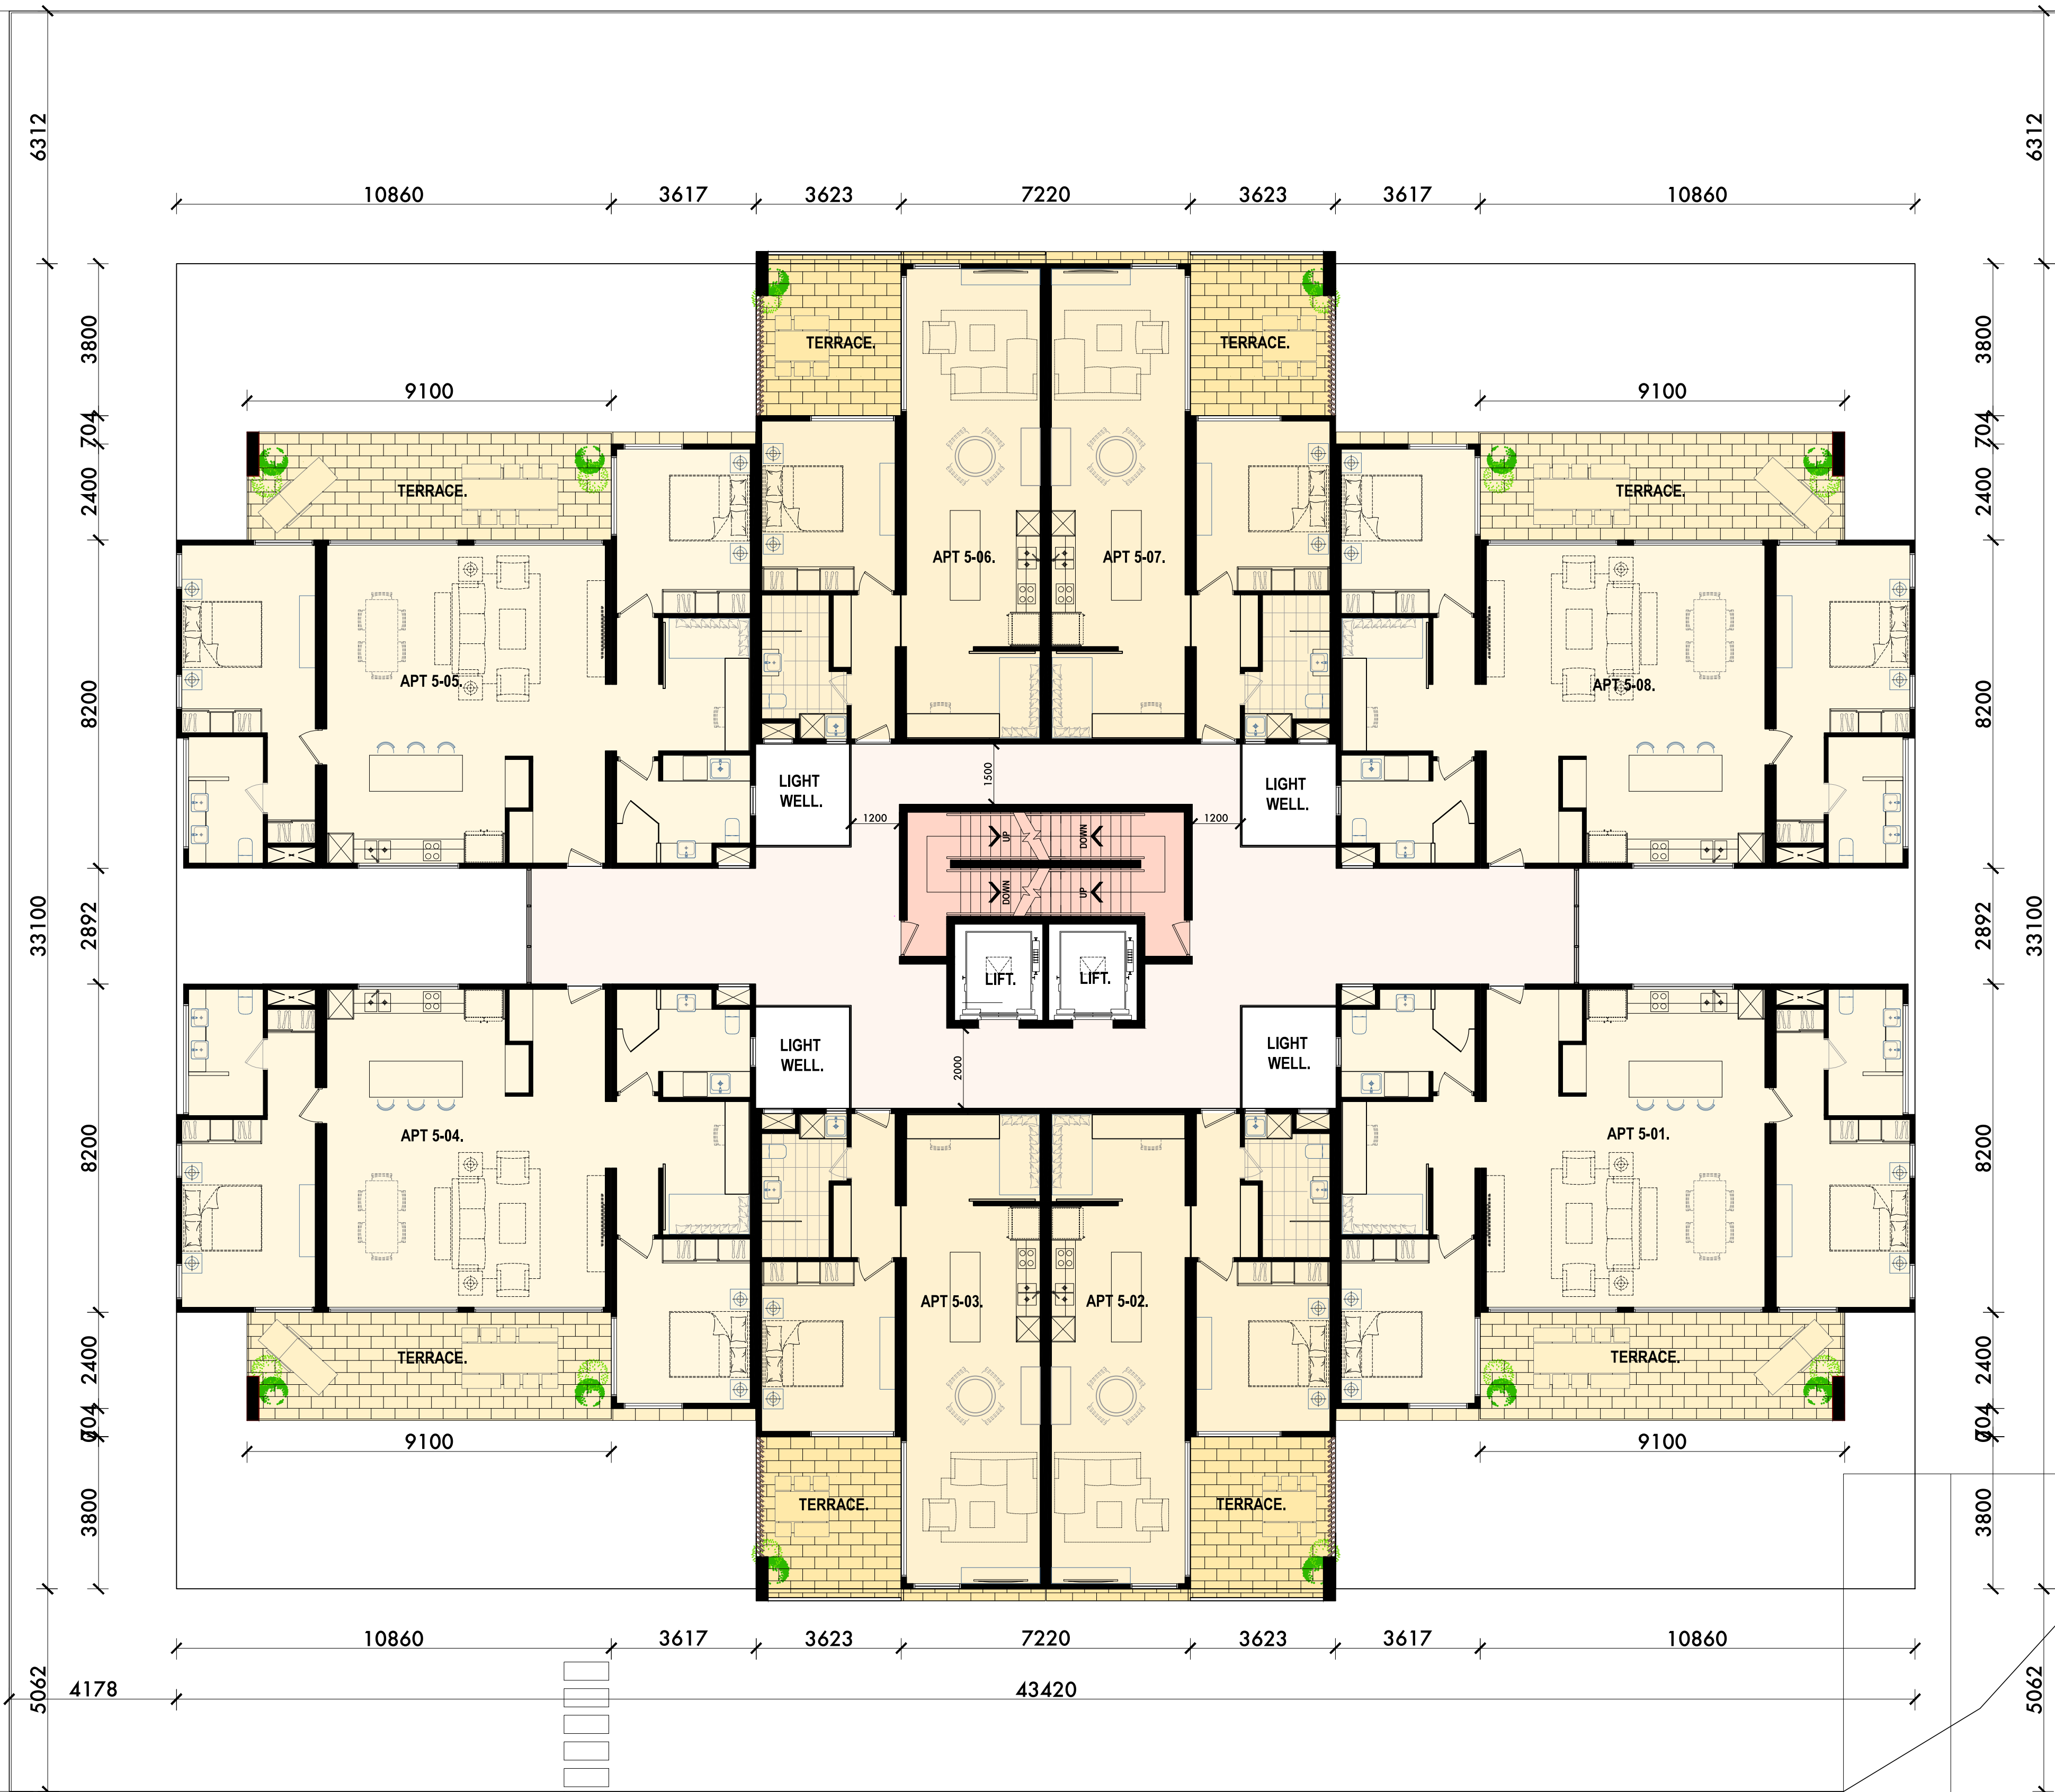 6312
6312
10860
3617
3623
7220
3623
3617
10860
3800
3800
TERRACE.
TERRACE.
9100
9100
704
704
2400
2400
TERRACE.
TERRACE.
APT 5-06.
APT 5-07.
APT 5-05.
APT 5-08.
8200
8200
1500
LIGHT
WELL.
LIGHT
WELL.
1200
1200
UP
DOWN
DOWN
UP
33100
2892
2892
33100
LIFT.
LIFT.
LIGHT
WELL.
LIGHT
WELL.
2000
8200
8200
APT 5-04.
APT 5-01.
APT 5-03.
APT 5-02.
2400
2400
TERRACE.
TERRACE.
704
704
9100
9100
3800
3800
TERRACE.
TERRACE.
10860
3617
3623
7220
3623
3617
10860
5062
4178
43420
5062